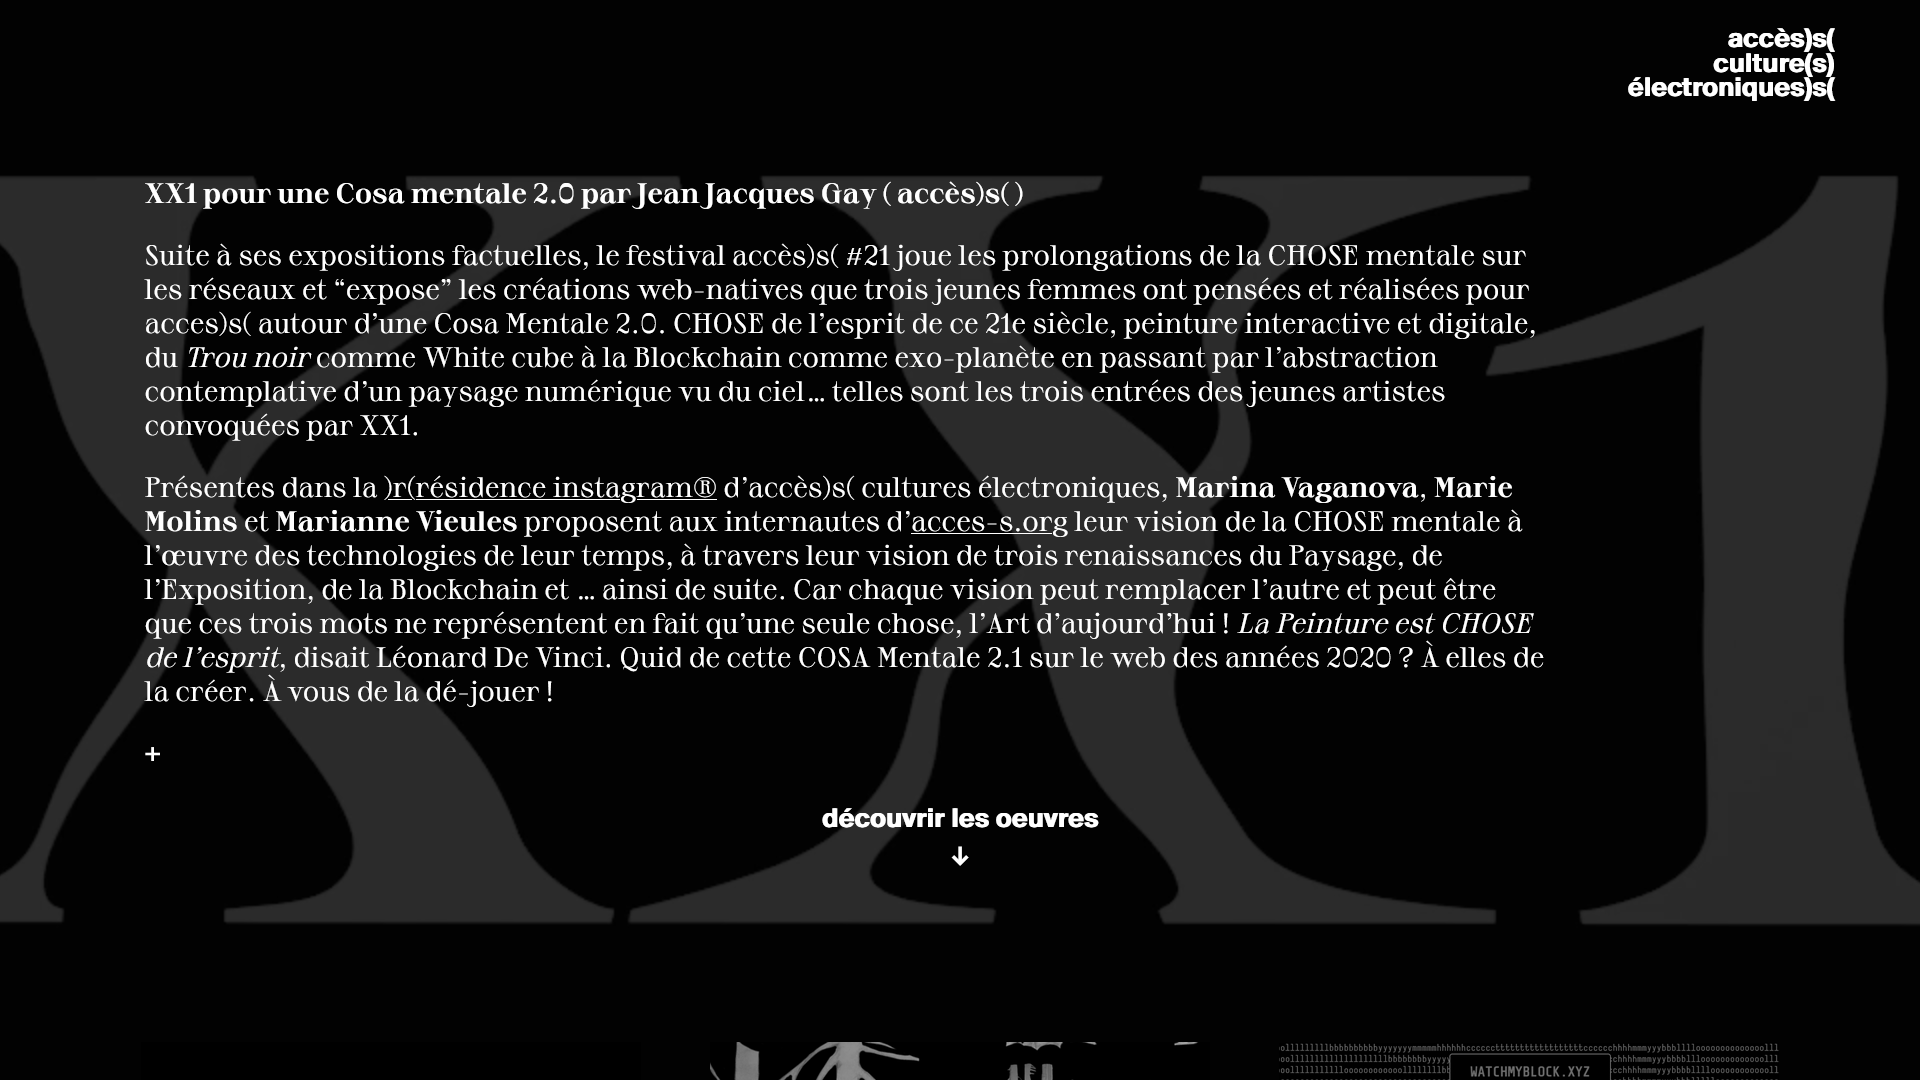 accès)s(
culture(s)
électroniques)s(
XX1 pour une Cosa mentale 2.0 par Jean Jacques Gay ( accès)s( )
Suite à ses expositions factuelles, le festival accès)s( #21 joue les prolongations de la CHOSE mentale sur
les réseaux et “expose” les créations web-natives que trois jeunes femmes ont pensées et réalisées pour
acces)s( autour d’une Cosa Mentale 2.0. CHOSE de l’esprit de ce 21e siècle, peinture interactive et digitale,
du Trou noir comme White cube à la Blockchain comme exo-planète en passant par l’abstraction
contemplative d’un paysage numérique vu du ciel… telles sont les trois entrées des jeunes artistes
convoquées par XX1.
Présentes dans la )r(résidence instagram® d’accès)s( cultures électroniques, Marina Vaganova, Marie
Molins et Marianne Vieules proposent aux internautes d’acces-s.org leur vision de la CHOSE mentale à
l’œuvre des technologies de leur temps, à travers leur vision de trois renaissances du Paysage, de
l’Exposition, de la Blockchain et … ainsi de suite. Car chaque vision peut remplacer l’autre et peut être
que ces trois mots ne représentent en fait qu’une seule chose, l’Art d’aujourd’hui ! La Peinture est CHOSE
de l’esprit, disait Léonard De Vinci. Quid de cette COSA Mentale 2.1 sur le web des années 2020 ? À elles de
la créer. À vous de la dé-jouer !
+
XX1
découvrir les oeuvres
↓
WATCHMYBLOCK.XYZ